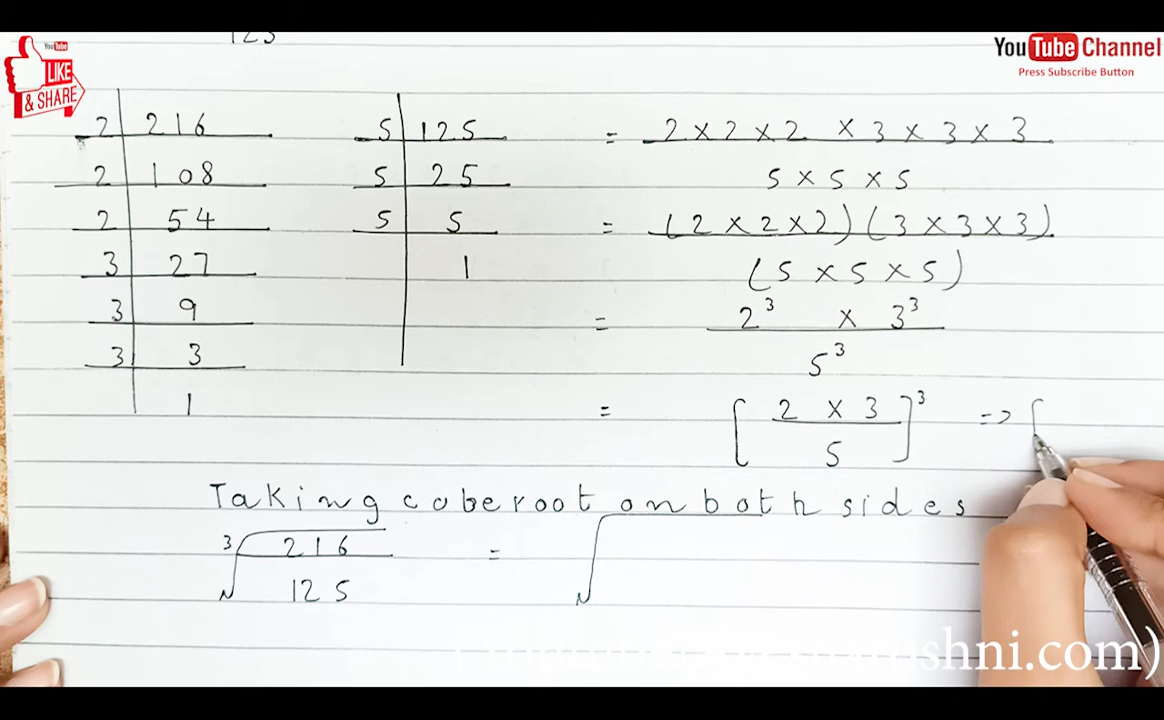 125
YouTube
LIKE
& SHARE
YouTube Channel
Press Subscribe Button
2 | 216
2 | 108
2 | 54
3 | 27
3 | 9
3 | 3
1
5 | 125
5 | 25
5 | 5
1
= 2 × 2 × 2 × 3 × 3 × 3
5 × 5 × 5
= (2 × 2 × 2) (3 × 3 × 3)
(5 × 5 × 5)
= 2³ × 3³
5³
= [ 2 × 3 ]³ => [
5
Taking coberoot on both sides
³√ 216 = √
125
oshni.com)